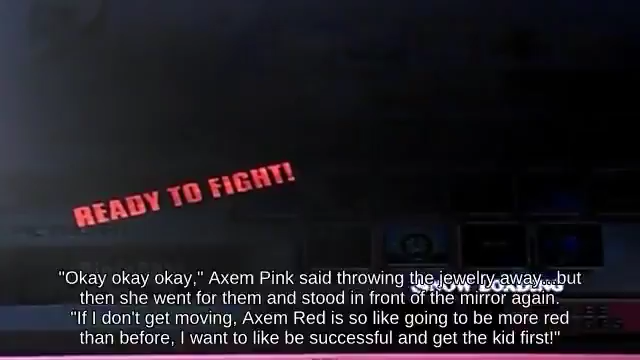 READY TO FIGHT!
"Okay okay okay," Axem Pink said throwing the jewelry away...but
NOW LOADING
then she went for them and stood in front of the mirror again.
"If I don't get moving, Axem Red is so like going to be more red
than before, I want to like be successful and get the kid first!"